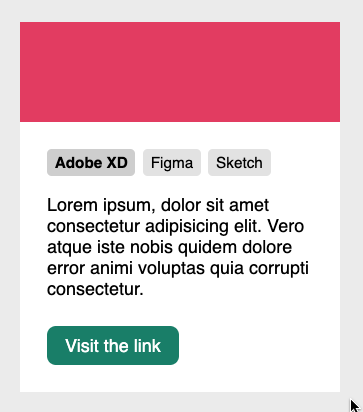 Adobe XD Figma Sketch
Lorem ipsum, dolor sit amet
consectetur adipisicing elit. Vero
atque iste nobis quidem dolore
error animi voluptas quia corrupti
consectetur.
Visit the link